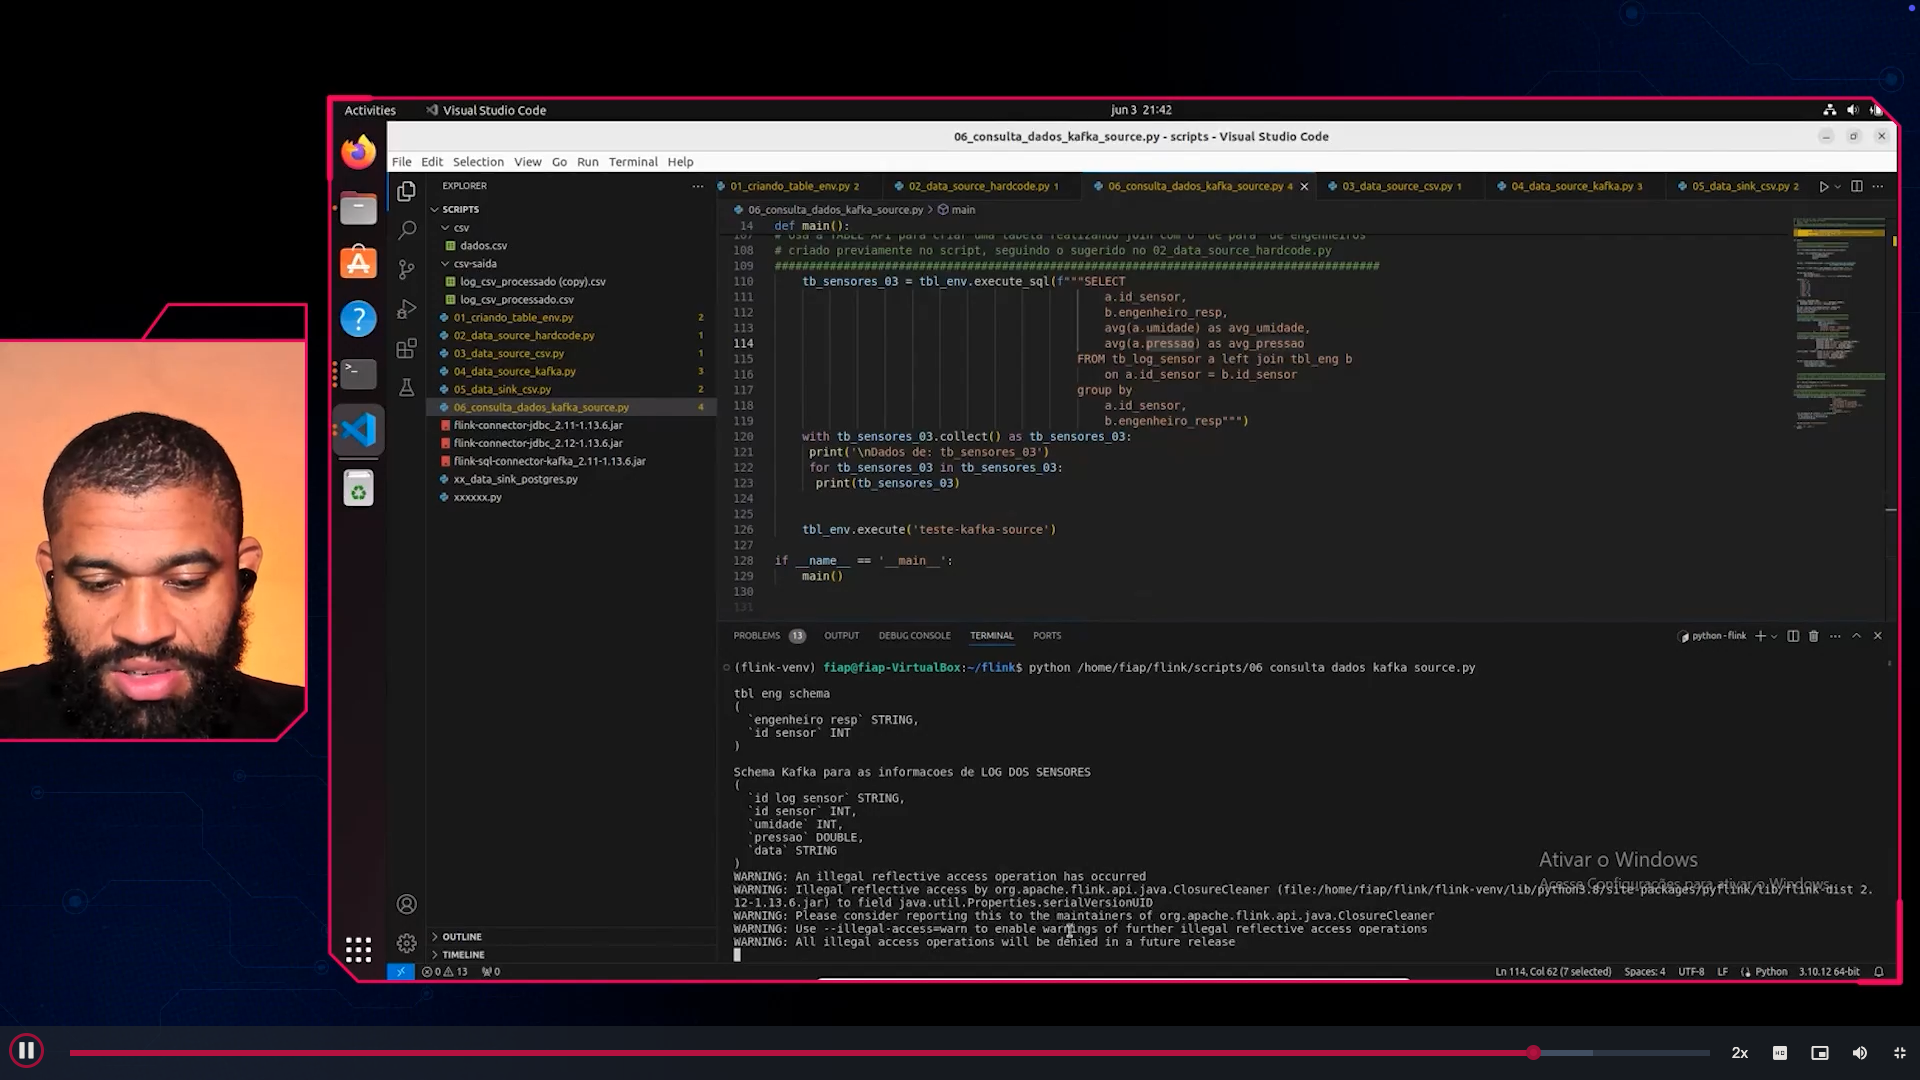 Activities
Visual Studio Code
jun 3 21:42
06_consulta_dados_kafka_source.py - scripts - Visual Studio Code
File Edit Selection View Go Run Terminal Help
EXPLORER
SCRIPTS
csv
dados.csv
csv-saida
log_csv_processado (copy).csv
log_csv_processado.csv
01_criando_table_env.py 2
02_data_source_hardcode.py 1
03_data_source_csv.py 1
04_data_source_kafka.py 3
05_data_sink_csv.py 2
06_consulta_dados_kafka_source.py 4
flink-connector-jdbc_2.11-1.13.6.jar
flink-connector-jdbc_2.12-1.13.6.jar
flink-sql-connector-kafka_2.11-1.13.6.jar
xx_data_sink_postgres.py
xxxxxx.py
OUTLINE
TIMELINE
01_criando_table_env.py 2
02_data_source_hardcode.py 1
06_consulta_dados_kafka_source.py 4
03_data_source_csv.py 1
04_data_source_kafka.py 3
05_data_sink_csv.py 2
06_consulta_dados_kafka_source.py > main
14 def main():
107 # Usa a TABLE API para criar uma tabela realizando join com o "de para" de engenheiros
108 # criado previamente no script, seguindo o sugerido no 02_data_source_hardcode.py
109 ########################################################################################
110 tb_sensores_03 = tbl_env.execute_sql(f"""SELECT
111 a.id_sensor,
112 b.engenheiro_resp,
113 avg(a.umidade) as avg_umidade,
114 avg(a.pressao) as avg_pressao
115 FROM tb_log_sensor a left join tbl_eng b
116 on a.id_sensor = b.id_sensor
117 group by
118 a.id_sensor,
119 b.engenheiro_resp""")
120 with tb_sensores_03.collect() as tb_sensores_03:
121 print('\nDados de: tb_sensores_03')
122 for tb_sensores_03 in tb_sensores_03:
123 print(tb_sensores_03)
124
125
126 tbl_env.execute('teste-kafka-source')
127
128 if __name__ == '__main__':
129 main()
130
131
PROBLEMS 13 OUTPUT DEBUG CONSOLE TERMINAL PORTS
python - flink
(flink-venv) fiap@fiap-VirtualBox:~/flink$ python /home/fiap/flink/scripts/06 consulta dados kafka source.py
tbl eng schema
(
`engenheiro resp` STRING,
`id sensor` INT
)
Schema Kafka para as informacoes de LOG DOS SENSORES
(
`id log sensor` STRING,
`id sensor` INT,
`umidade` INT,
`pressao` DOUBLE,
`data` STRING
)
WARNING: An illegal reflective access operation has occurred
WARNING: Illegal reflective access by org.apache.flink.api.java.ClosureCleaner (file:/home/fiap/flink/flink-venv/lib/python3.8/site-packages/pyflink/lib/flink-dist 2.
12-1.13.6.jar) to field java.util.Properties.serialVersionUID
WARNING: Please consider reporting this to the maintainers of org.apache.flink.api.java.ClosureCleaner
WARNING: Use --illegal-access=warn to enable warnings of further illegal reflective access operations
WARNING: All illegal access operations will be denied in a future release
Ativar o Windows
Acesse Configurações para ativar o Windows.
0 13 0
Ln 114, Col 62 (7 selected) Spaces: 4 UTF-8 LF Python 3.10.12 64-bit
2x